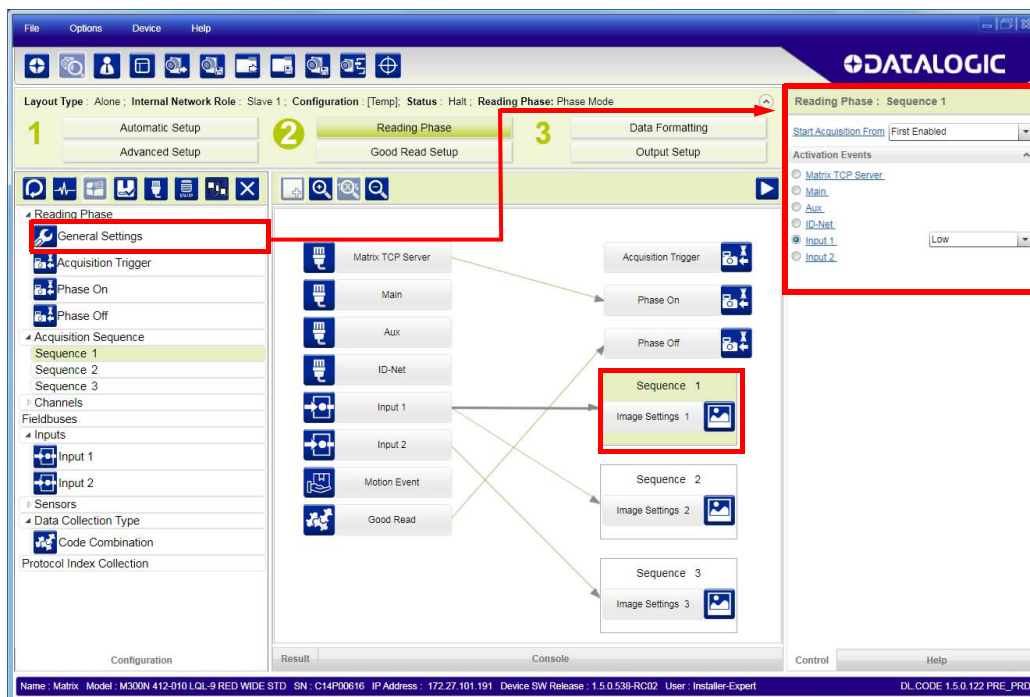 File Options Device Help
DATALOGIC
Layout Type : Alone ; Internal Network Role : Slave 1 ; Configuration : [Temp]; Status : Halt ; Reading Phase: Phase Mode
1 Automatic Setup
Advanced Setup
2 Reading Phase
Good Read Setup
3 Data Formatting
Output Setup
Reading Phase
General Settings
Acquisition Trigger
Phase On
Phase Off
Acquisition Sequence
Sequence 1
Sequence 2
Sequence 3
Channels
Fieldbuses
Inputs
Input 1
Input 2
Sensors
Data Collection Type
Code Combination
Protocol Index Collection
Configuration
Matrix TCP Server
Main
Aux
ID-Net
Input 1
Input 2
Motion Event
Good Read
Acquisition Trigger
Phase On
Phase Off
Sequence 1
Image Settings 1
Sequence 2
Image Settings 2
Sequence 3
Image Settings 3
Result Console
Reading Phase : Sequence 1
Start Acquisition From First Enabled
Activation Events
Matrix TCP Server
Main
Aux
ID-Net
Input 1 Low
Input 2
Control Help
Name : Matrix Model : M300N 412-010 LQL-9 RED WIDE STD SN : C14P00616 IP Address : 172.27.101.191 Device SW Release : 1.5.0.538-RC02 User : Installer-Expert DL.CODE 1.5.0.122 PRE_PRD